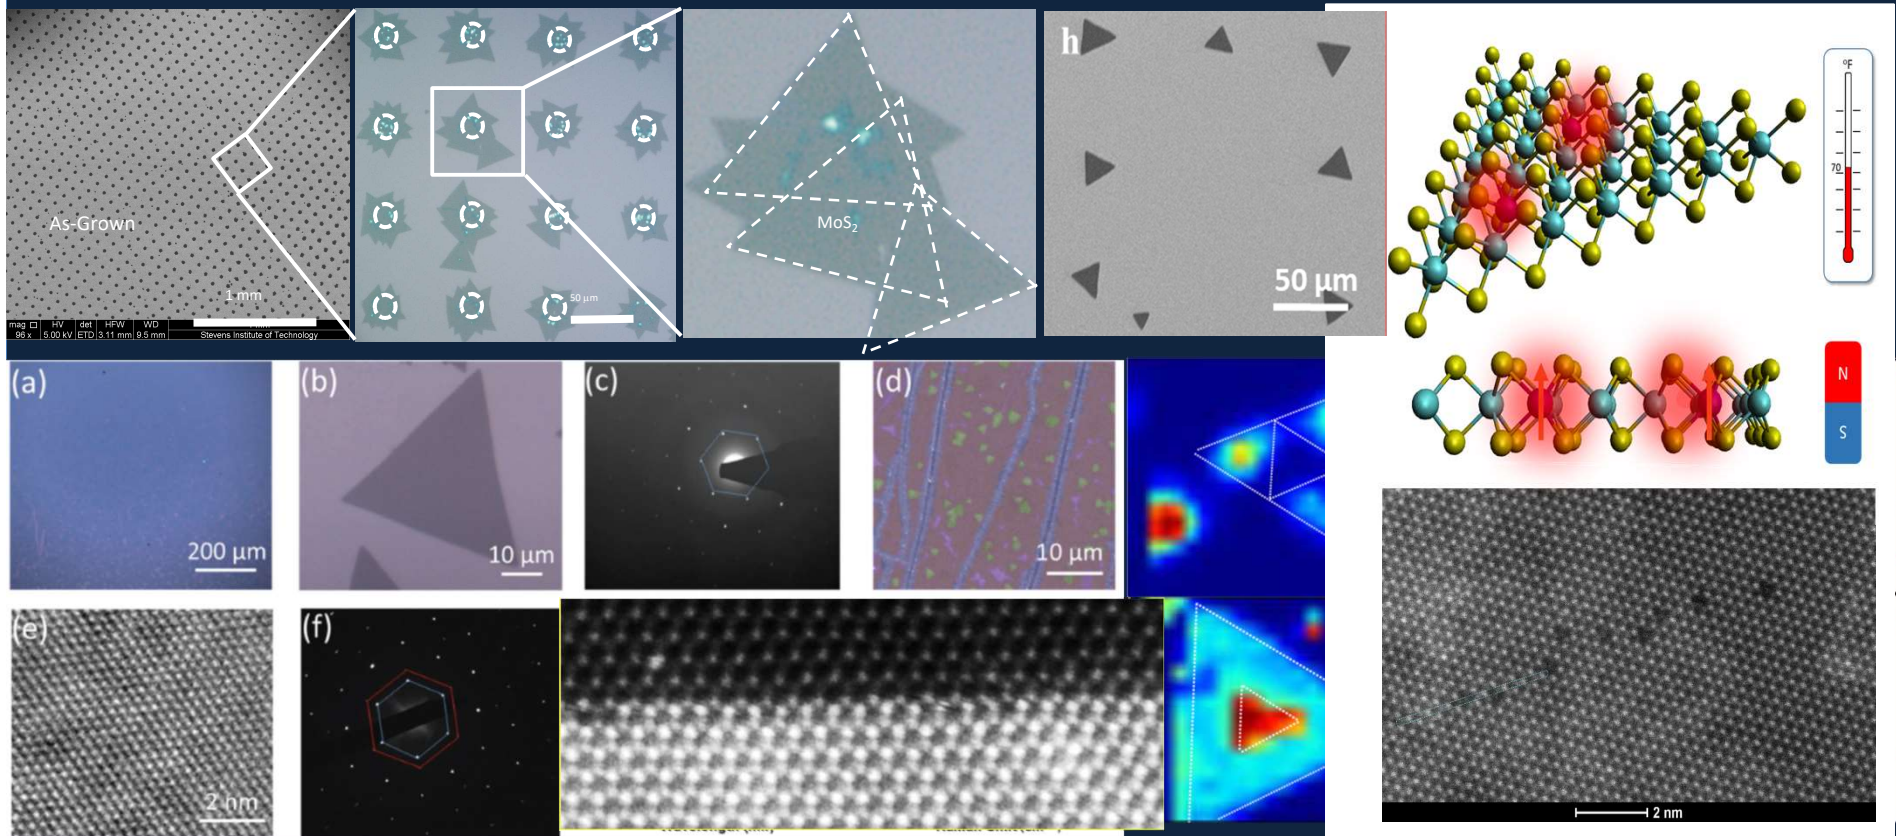 As-Grown
1 mm
mag □ HV det HFW WD
96 x 5.00 kV ETD 3.11 mm 9.5 mm Stevens Institute of Technology
50 μm
MoS₂
h
50 μm
°F
70
N
S
(a)
200 μm
(b)
10 μm
(c)
(d)
10 μm
(e)
2 nm
(f)
2 nm